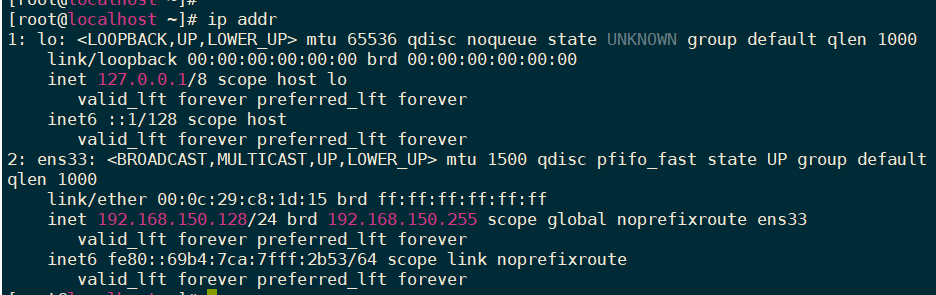 [root@localhost ~]#
[root@localhost ~]# ip addr
1: lo: <LOOPBACK,UP,LOWER_UP> mtu 65536 qdisc noqueue state UNKNOWN group default qlen 1000
    link/loopback 00:00:00:00:00:00 brd 00:00:00:00:00:00
    inet 127.0.0.1/8 scope host lo
       valid_lft forever preferred_lft forever
    inet6 ::1/128 scope host
       valid_lft forever preferred_lft forever
2: ens33: <BROADCAST,MULTICAST,UP,LOWER_UP> mtu 1500 qdisc pfifo_fast state UP group default
qlen 1000
    link/ether 00:0c:29:c8:1d:15 brd ff:ff:ff:ff:ff:ff
    inet 192.168.150.128/24 brd 192.168.150.255 scope global noprefixroute ens33
       valid_lft forever preferred_lft forever
    inet6 fe80::69b4:7ca:7fff:2b53/64 scope link noprefixroute
       valid_lft forever preferred_lft forever
[root@localhost ~]#